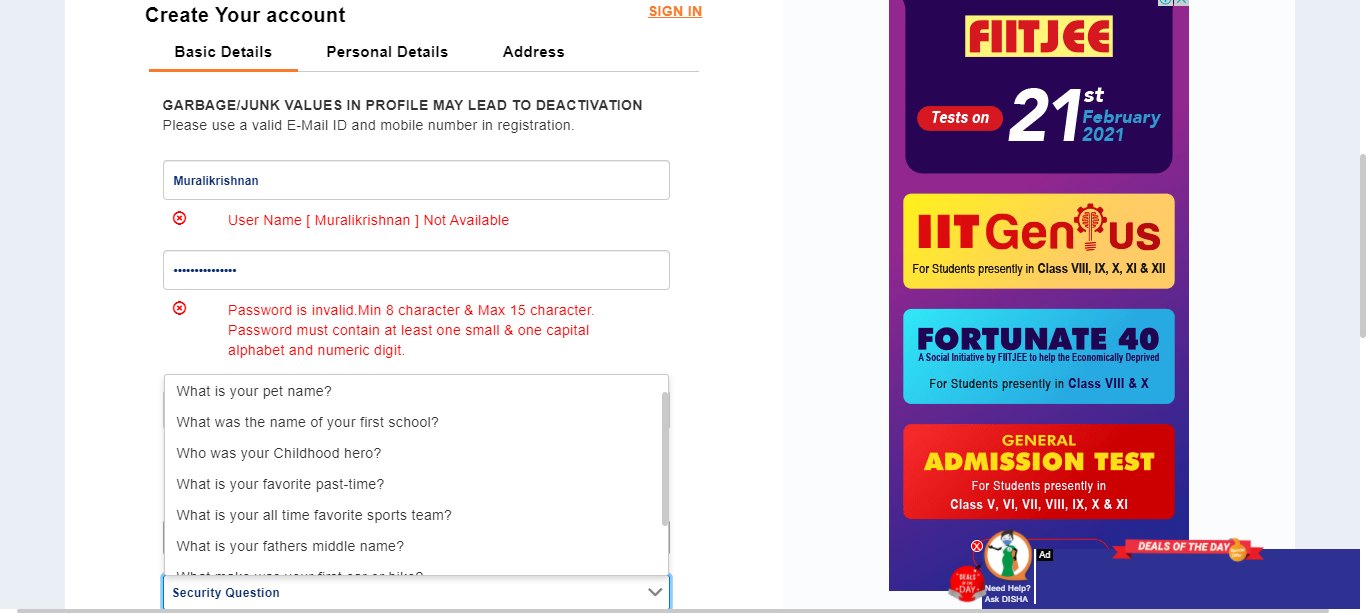 Create Your account
SIGN IN
Basic Details
Personal Details
Address
GARBAGE/JUNK VALUES IN PROFILE MAY LEAD TO DEACTIVATION
Please use a valid E-Mail ID and mobile number in registration.
Muralikrishnan
User Name [ Muralikrishnan ] Not Available
•••••••••••••••
Password is invalid.Min 8 character & Max 15 character.
Password must contain at least one small & one capital
alphabet and numeric digit.
What is your pet name?
What was the name of your first school?
Who was your Childhood hero?
What is your favorite past-time?
What is your all time favorite sports team?
What is your fathers middle name?
What make was your first car or bike?
Security Question
FIITJEE
Tests on
21st
February
2021
IIT Genius
For Students presently in Class VIII, IX, X, XI & XII
FORTUNATE 40
A Social Initiative by FIITJEE to help the Economically Deprived
For Students presently in Class VIII & X
GENERAL
ADMISSION TEST
For Students presently in
Class V, VI, VII, VIII, IX, X & XI
Ad
DEALS OF THE DAY
DEALS
OF THE
DAY
Need Help?
Ask DISHA